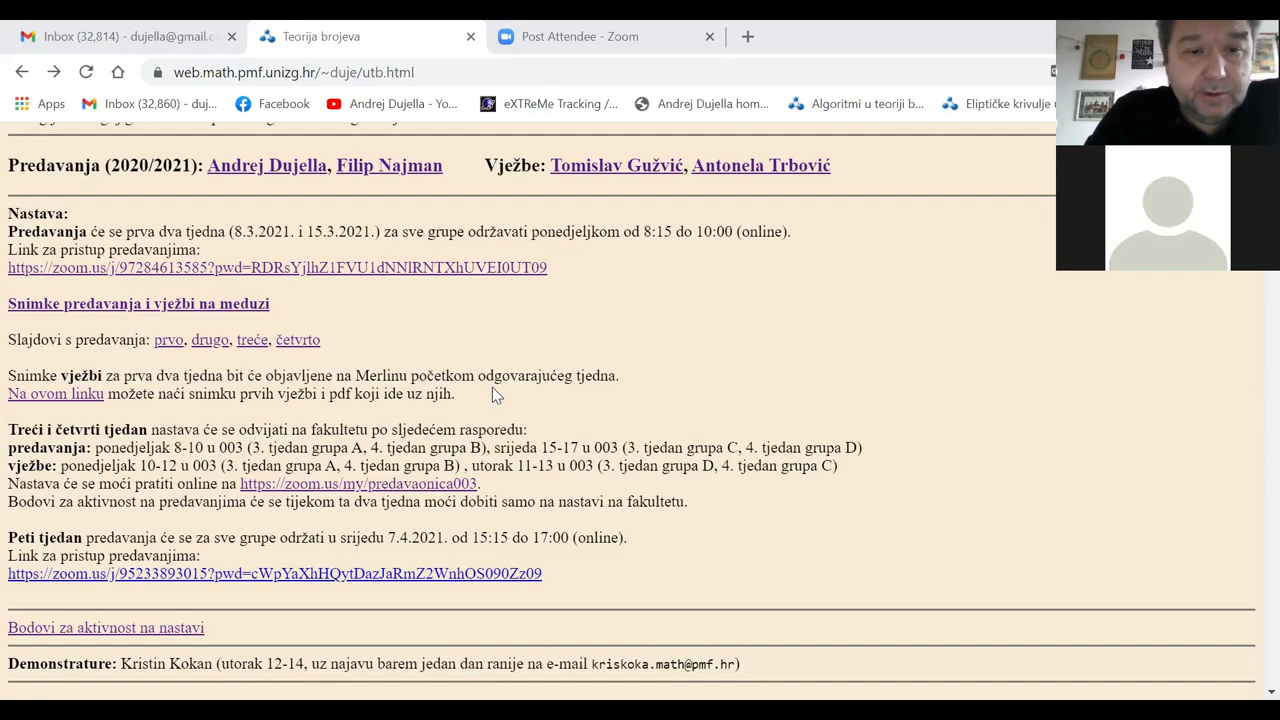 Inbox (32,814) - dujella@gmail.c
Teorija brojeva
Post Attendee - Zoom
web.math.pmf.unizg.hr/~duje/utb.html
Apps
Inbox (32,860) - duj...
Facebook
Andrej Dujella - Yo...
eXTReMe Tracking /...
Andrej Dujella hom...
Algoritmi u teoriji b...
Eliptičke krivulje u
Predavanja (2020/2021): Andrej Dujella, Filip Najman Vježbe: Tomislav Gužvić, Antonela Trbović
Nastava:
Predavanja će se prva dva tjedna (8.3.2021. i 15.3.2021.) za sve grupe održavati ponedjeljkom od 8:15 do 10:00 (online).
Link za pristup predavanjima:
https://zoom.us/j/97284613585?pwd=RDRsYjlhZ1FVU1dNNlRNTXhUVEI0UT09
Snimke predavanja i vježbi na meduzi
Slajdovi s predavanja: prvo, drugo, treće, četvrto
Snimke vježbi za prva dva tjedna bit će objavljene na Merlinu početkom odgovarajućeg tjedna.
Na ovom linku možete naći snimku prvih vježbi i pdf koji ide uz njih.
Treći i četvrti tjedan nastava će se odvijati na fakultetu po sljedećem rasporedu:
predavanja: ponedjeljak 8-10 u 003 (3. tjedan grupa A, 4. tjedan grupa B), srijeda 15-17 u 003 (3. tjedan grupa C, 4. tjedan grupa D)
vježbe: ponedjeljak 10-12 u 003 (3. tjedan grupa A, 4. tjedan grupa B) , utorak 11-13 u 003 (3. tjedan grupa D, 4. tjedan grupa C)
Nastava će se moći pratiti online na https://zoom.us/my/predavaonica003.
Bodovi za aktivnost na predavanjima će se tijekom ta dva tjedna moći dobiti samo na nastavi na fakultetu.
Peti tjedan predavanja će se za sve grupe održati u srijedu 7.4.2021. od 15:15 do 17:00 (online).
Link za pristup predavanjima:
https://zoom.us/j/95233893015?pwd=cWpYaXhHQytDazJaRmZ2WnhOS090Zz09
Bodovi za aktivnost na nastavi
Demonstrature: Kristin Kokan (utorak 12-14, uz najavu barem jedan dan ranije na e-mail kriskoka.math@pmf.hr)